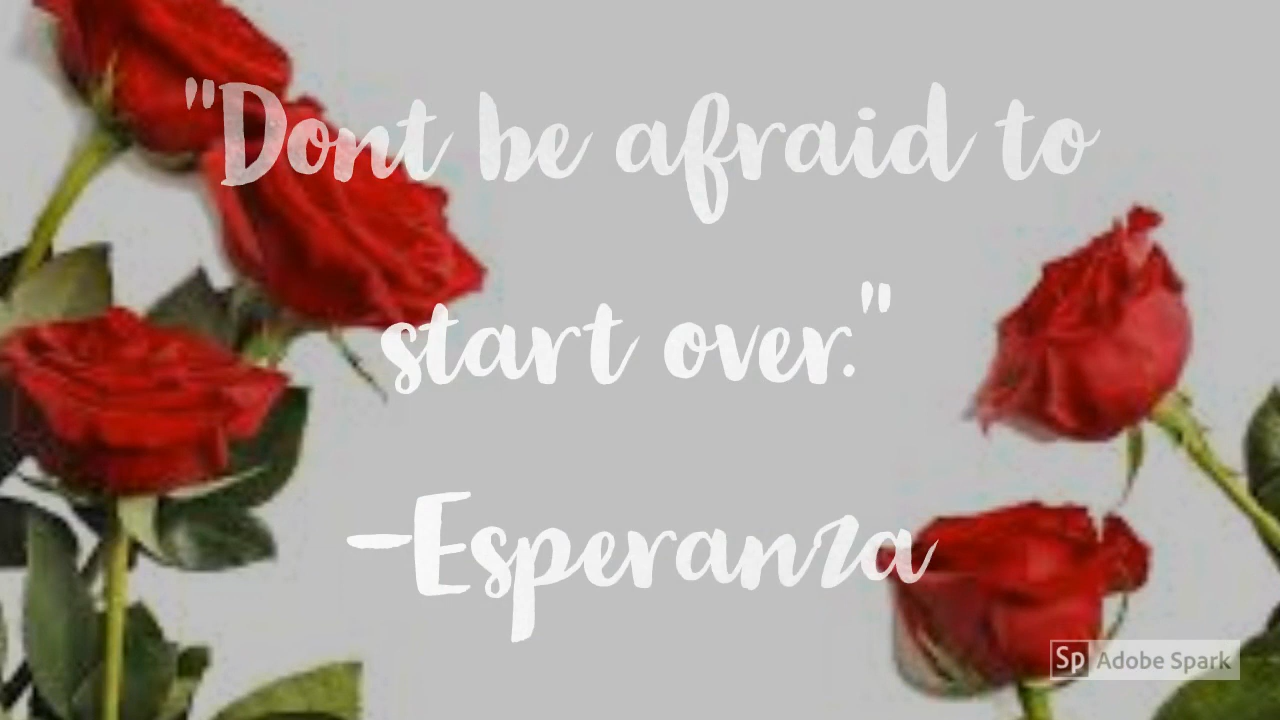 "Dont be afraid to
start over."
-Esperanza
Sp Adobe Spark